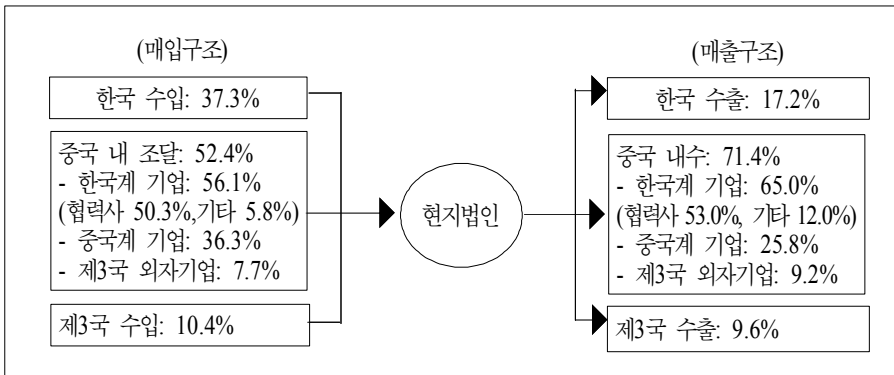 (매입구조)
한국 수입: 37.3%
중국 내 조달: 52.4%
- 한국계 기업: 56.1%
(협력사 50.3%,기타 5.8%)
- 중국계 기업: 36.3%
- 제3국 외자기업: 7.7%
제3국 수입: 10.4%
현지법인
(매출구조)
한국 수출: 17.2%
중국 내수: 71.4%
- 한국계 기업: 65.0%
(협력사 53.0%, 기타 12.0%)
- 중국계 기업: 25.8%
- 제3국 외자기업: 9.2%
제3국 수출: 9.6%